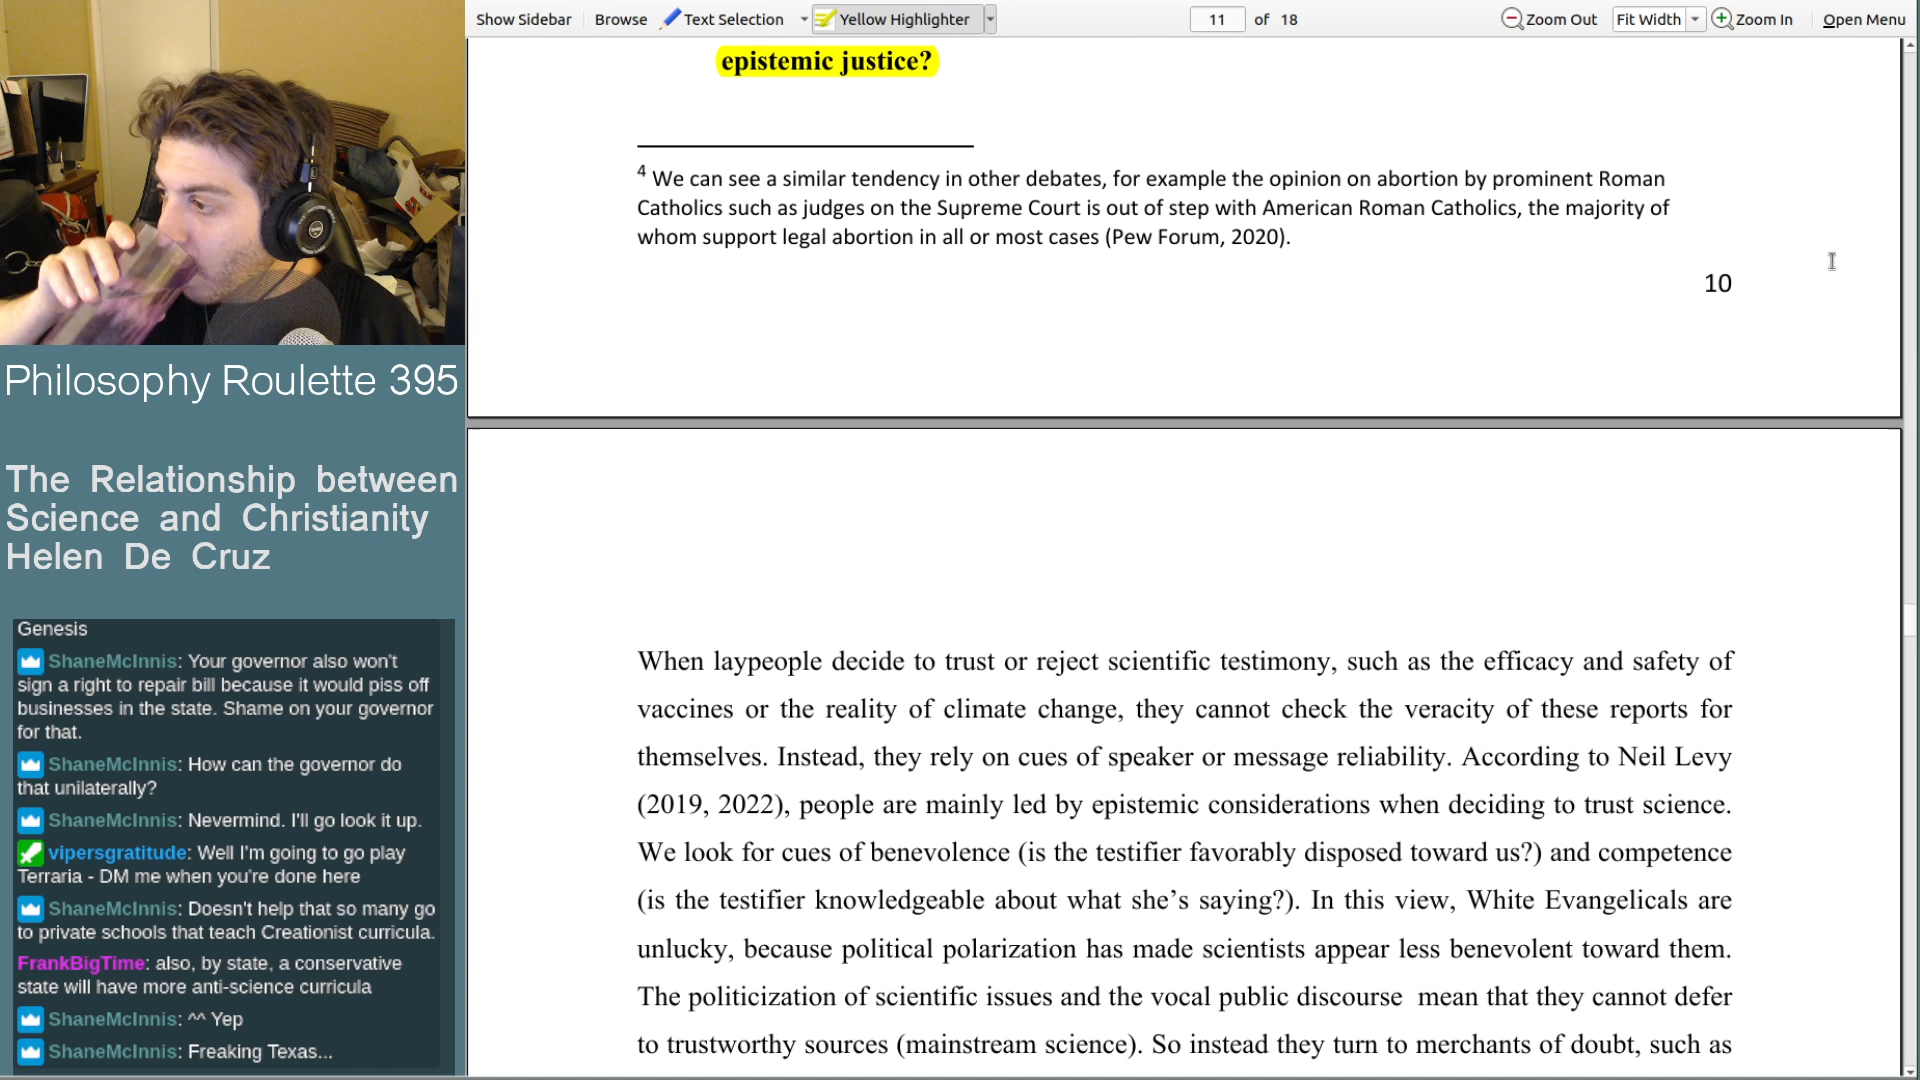 Show Sidebar Browse Text Selection Yellow Highlighter 11 of 18 Zoom Out Fit Width Zoom In Open Menu
epistemic justice?
4 We can see a similar tendency in other debates, for example the opinion on abortion by prominent Roman
Catholics such as judges on the Supreme Court is out of step with American Roman Catholics, the majority of
whom support legal abortion in all or most cases (Pew Forum, 2020).
10
When laypeople decide to trust or reject scientific testimony, such as the efficacy and safety of
vaccines or the reality of climate change, they cannot check the veracity of these reports for
themselves. Instead, they rely on cues of speaker or message reliability. According to Neil Levy
(2019, 2022), people are mainly led by epistemic considerations when deciding to trust science.
We look for cues of benevolence (is the testifier favorably disposed toward us?) and competence
(is the testifier knowledgeable about what she’s saying?). In this view, White Evangelicals are
unlucky, because political polarization has made scientists appear less benevolent toward them.
The politicization of scientific issues and the vocal public discourse mean that they cannot defer
to trustworthy sources (mainstream science). So instead they turn to merchants of doubt, such as
Philosophy Roulette 395
The Relationship between
Science and Christianity
Helen De Cruz
Genesis
ShaneMcInnis: Your governor also won't
sign a right to repair bill because it would piss off
businesses in the state. Shame on your governor
for that.
ShaneMcInnis: How can the governor do
that unilaterally?
ShaneMcInnis: Nevermind. I'll go look it up.
vipersgratitude: Well I'm going to go play
Terraria - DM me when you're done here
ShaneMcInnis: Doesn't help that so many go
to private schools that teach Creationist curricula.
FrankBigTime: also, by state, a conservative
state will have more anti-science curricula
ShaneMcInnis: ^^ Yep
ShaneMcInnis: Freaking Texas...